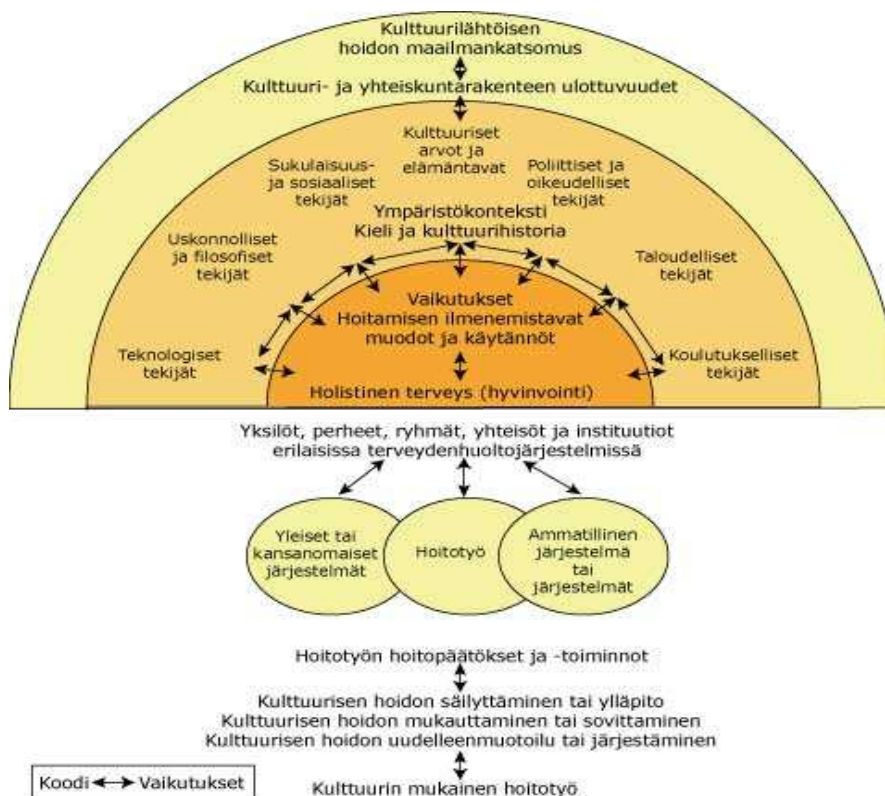 Kulttuurilähtöisen
hoidon maailmankatsomus
Kulttuuri- ja yhteiskuntarakenteen ulottuvuudet
Kulttuuriset
arvot ja
elämäntavat
Sukulaisuus-
ja sosiaaliset
tekijät
Poliittiset ja
oikeudelliset
tekijät
Ympäristökonteksti
Kieli ja kulttuurihistoria
Uskonnolliset
ja filosofiset
tekijät
Taloudelliset
tekijät
Vaikutukset
Hoitamisen ilmenemistavat
muodot ja käytännöt
Teknologiset
tekijät
Koulutukselliset
tekijät
Holistinen terveys (hyvinvointi)
Yksilöt, perheet, ryhmät, yhteisöt ja instituutiot
erilaisissa terveydenhuoltojärjestelmissä
Yleiset tai
kansanomaiset
järjestelmät
Hoitotyö
Ammatillinen
järjestelmä
tai
järjestelmät
Hoitotyön hoitopäätökset ja -toiminnot
Kulttuurisen hoidon säilyttäminen tai ylläpito
Kulttuurisen hoidon mukauttaminen tai sovittaminen
Kulttuurisen hoidon uudelleenmuotoilu tai järjestäminen
Kulttuurin mukainen hoitotyö
Koodi Vaikutukset